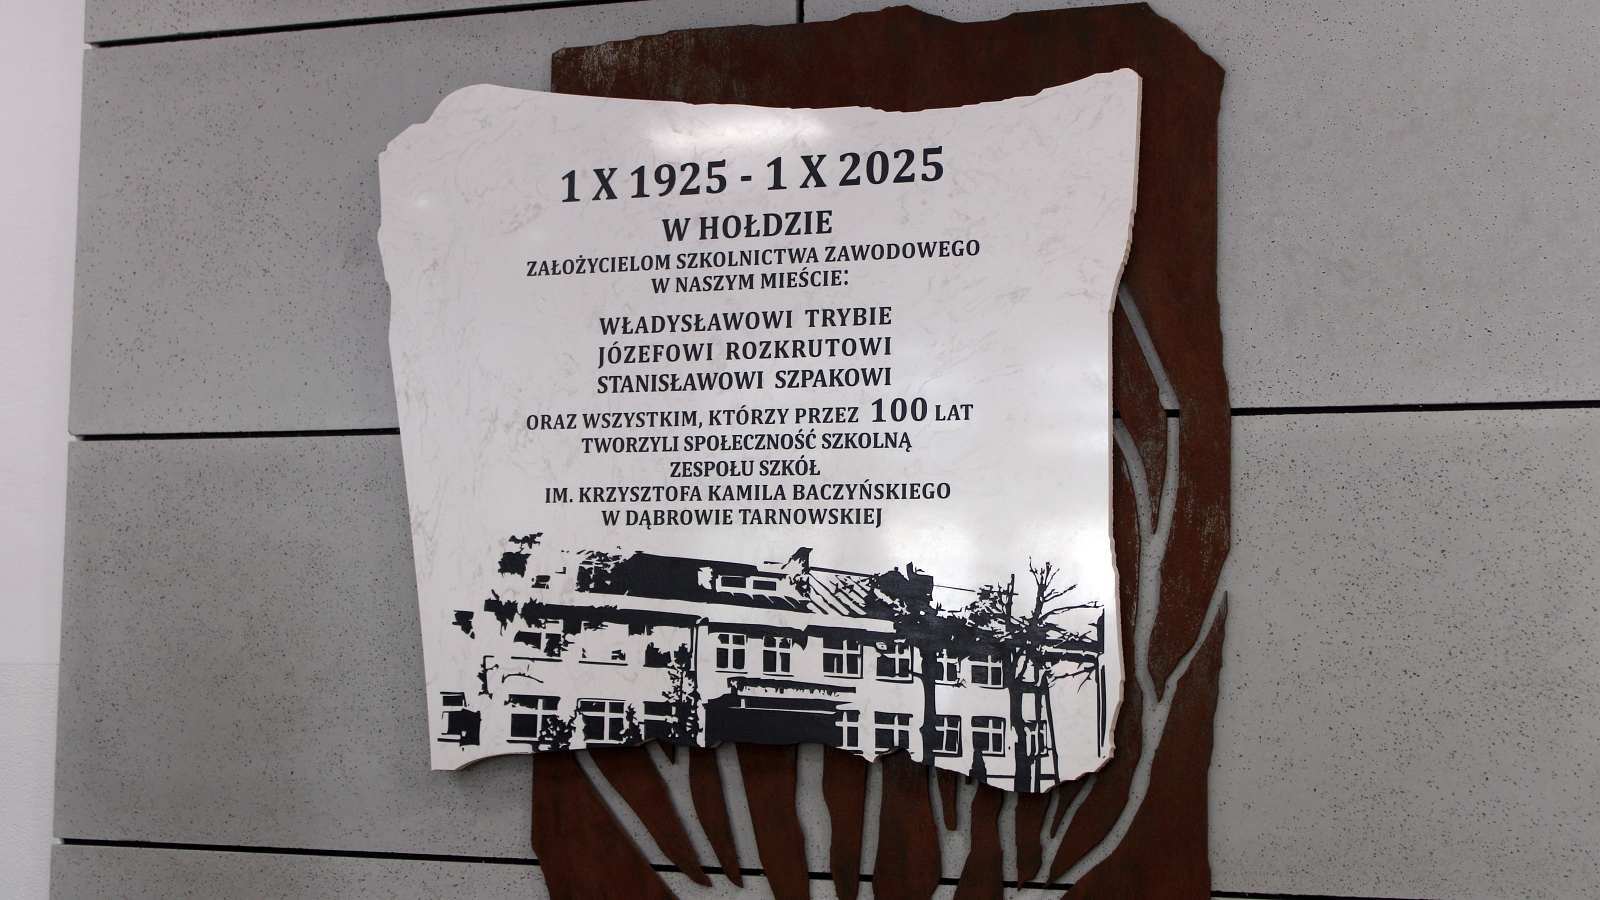 1 X 1925 - 1 X 2025
W HOŁDZIE
ZAŁOŻYCIELOM SZKOLNICTWA ZAWODOWEGO
W NASZYM MIEŚCIE:
WŁADYSŁAWOWI TRYBIE
JÓZEFOWI ROZKRUTOWI
STANISŁAWOWI SZPAKOWI
ORAZ WSZYSTKIM, KTÓRZY PRZEZ 100 LAT
TWORZYLI SPOŁECZNOŚĆ SZKOLNĄ
ZESPOŁU SZKÓŁ
IM. KRZYSZTOFA KAMILA BACZYŃSKIEGO
W DĄBROWIE TARNOWSKIEJ